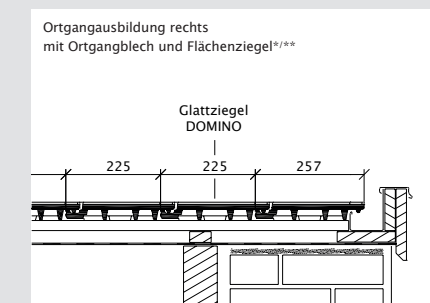 Ortgangausbildung rechts
mit Ortgangblech und Flächenziegel*/**
Glattziegel
DOMINO
225 225 257